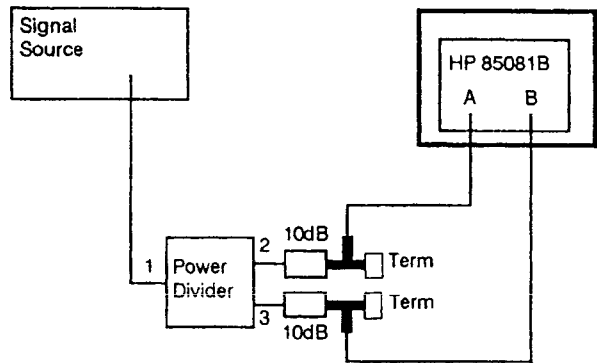 Signal
Source
HP 85081B
A B
10dB
2
1
Power
Divider
Term
Term
3
10dB